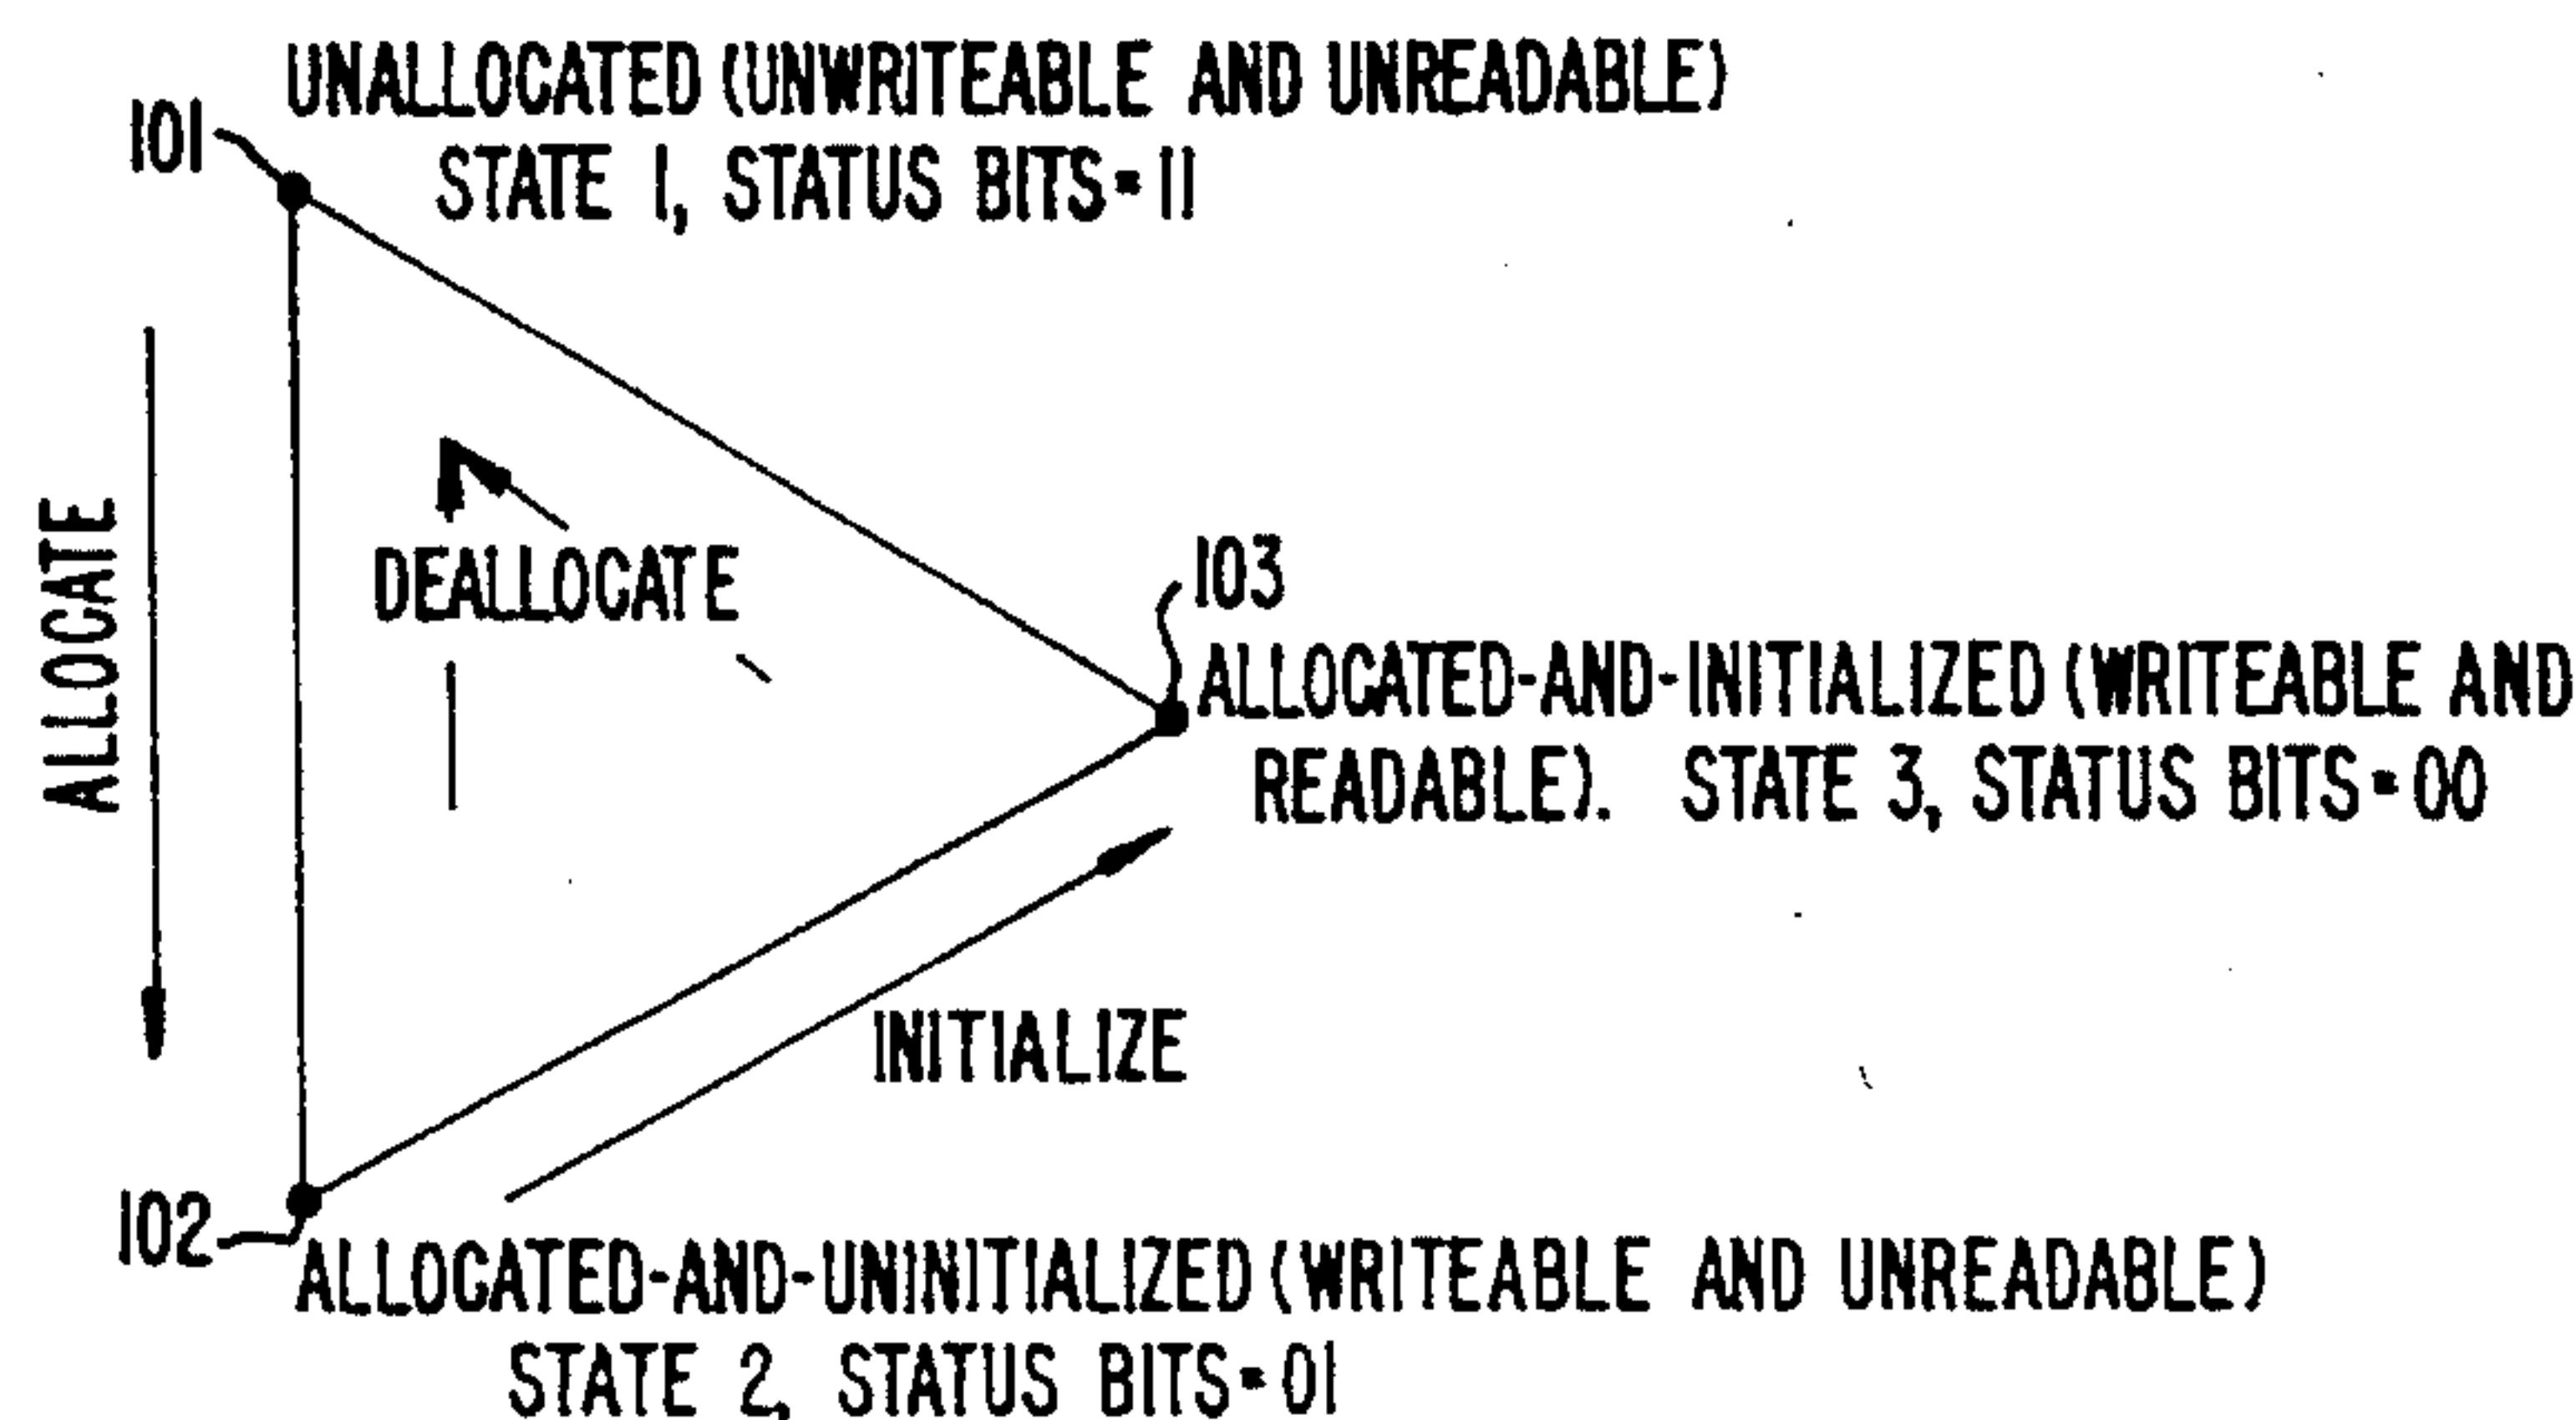 UNALLOCATED (UNWRITEABLE AND UNREADABLE)
101
STATE 1, STATUS BITS=11
ALLOCATE
DEALLOCATE
103
ALLOCATED-AND-INITIALIZED (WRITEABLE AND
READABLE). STATE 3, STATUS BITS=00
INITIALIZE
102
ALLOCATED-AND-UNINITIALIZED (WRITEABLE AND UNREADABLE)
STATE 2, STATUS BITS=01